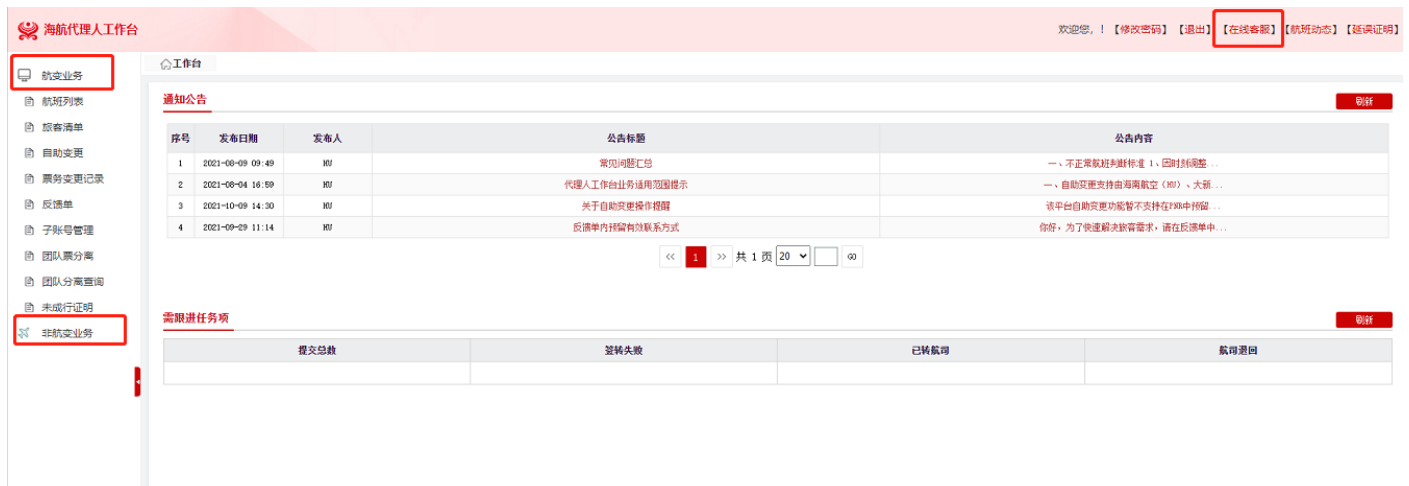 海航代理人工作台
欢迎您，！【修改密码】【退出】【在线客服】【航班动态】【延误证明】
航变业务
航班列表
旅客清单
自助变更
票务变更记录
反馈单
子账号管理
团队票分离
团队分离查询
未成行证明
非航变业务
工作台
通知公告
刷新
序号 发布日期 发布人 公告标题 公告内容
1 2021-08-09 09:49 HU 常见问题汇总 一、不正常航班判断标准 1、因时刻调整...
2 2021-08-04 16:59 HU 代理人工作台业务适用范围提示 一、自助变更支持由海南航空（HU）、大新...
3 2021-10-09 14:30 HU 关于自助变更操作提醒 该平台自助变更功能暂不支持在PNR中预留...
4 2021-09-29 11:14 HU 反馈单内预留有效联系方式 你好，为了快速解决旅客需求，请在反馈单中...
<< 1 >> 共 1 页 20 GO
需跟进任务项
刷新
提交总数 签转失败 已转航司 航司退回